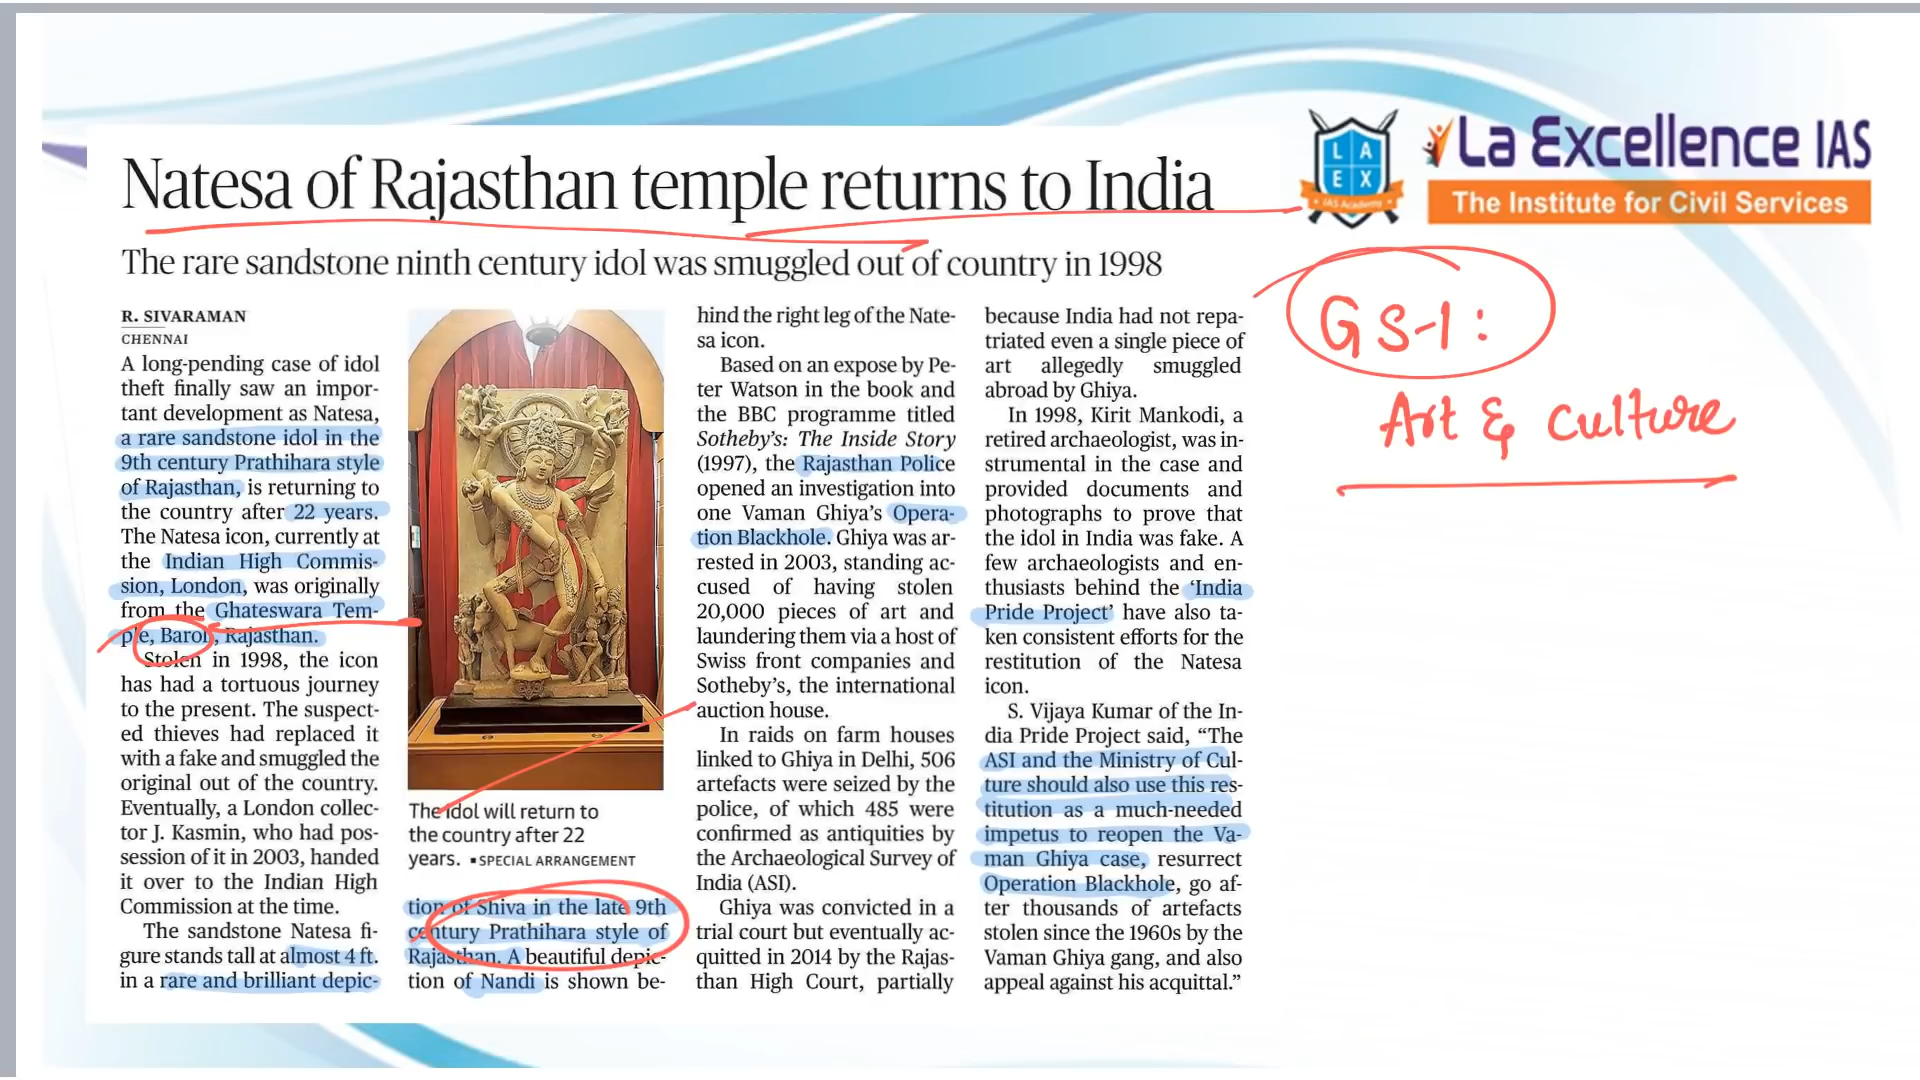 Natesa of Rajasthan temple returns to India
The rare sandstone ninth century idol was smuggled out of country in 1998
R. SIVARAMAN
CHENNAI
A long-pending case of idol
theft finally saw an impor-
tant development as Natesa,
a rare sandstone idol in the
9th century Prathihara style
of Rajasthan, is returning to
the country after 22 years.
The Natesa icon, currently at
the Indian High Commis-
sion, London, was originally
from the Ghateswara Tem-
ple, Baroli, Rajasthan.
Stolen in 1998, the icon
has had a tortuous journey
to the present. The suspect-
ed thieves had replaced it
with a fake and smuggled the
original out of the country.
Eventually, a London collec-
tor J. Kasmin, who had pos-
session of it in 2003, handed
it over to the Indian High
Commission at the time.
The sandstone Natesa fi-
gure stands tall at almost 4 ft.
in a rare and brilliant depic-
The idol will return to
the country after 22
years. ▪ SPECIAL ARRANGEMENT
tion of Shiva in the late 9th
century Prathihara style of
Rajasthan. A beautiful depic-
tion of Nandi is shown be-
hind the right leg of the Nate-
sa icon.
Based on an expose by Pe-
ter Watson in the book and
the BBC programme titled
Sotheby's: The Inside Story
(1997), the Rajasthan Police
opened an investigation into
one Vaman Ghiya's Opera-
tion Blackhole. Ghiya was ar-
rested in 2003, standing ac-
cused of having stolen
20,000 pieces of art and
laundering them via a host of
Swiss front companies and
Sotheby's, the international
auction house.
In raids on farm houses
linked to Ghiya in Delhi, 506
artefacts were seized by the
police, of which 485 were
confirmed as antiquities by
the Archaeological Survey of
India (ASI).
Ghiya was convicted in a
trial court but eventually ac-
quitted in 2014 by the Rajas-
than High Court, partially
because India had not repa-
triated even a single piece of
art allegedly smuggled
abroad by Ghiya.
In 1998, Kirit Mankodi, a
retired archaeologist, was in-
strumental in the case and
provided documents and
photographs to prove that
the idol in India was fake. A
few archaeologists and en-
thusiasts behind the 'India
Pride Project' have also ta-
ken consistent efforts for the
restitution of the Natesa
icon.
S. Vijaya Kumar of the In-
dia Pride Project said, "The
ASI and the Ministry of Cul-
ture should also use this res-
titution as a much-needed
impetus to reopen the Va-
man Ghiya case, resurrect
Operation Blackhole, go af-
ter thousands of artefacts
stolen since the 1960s by the
Vaman Ghiya gang, and also
appeal against his acquittal."
LA
EX
IAS Academy
La Excellence IAS
The Institute for Civil Services
GS-1:
Art & Culture